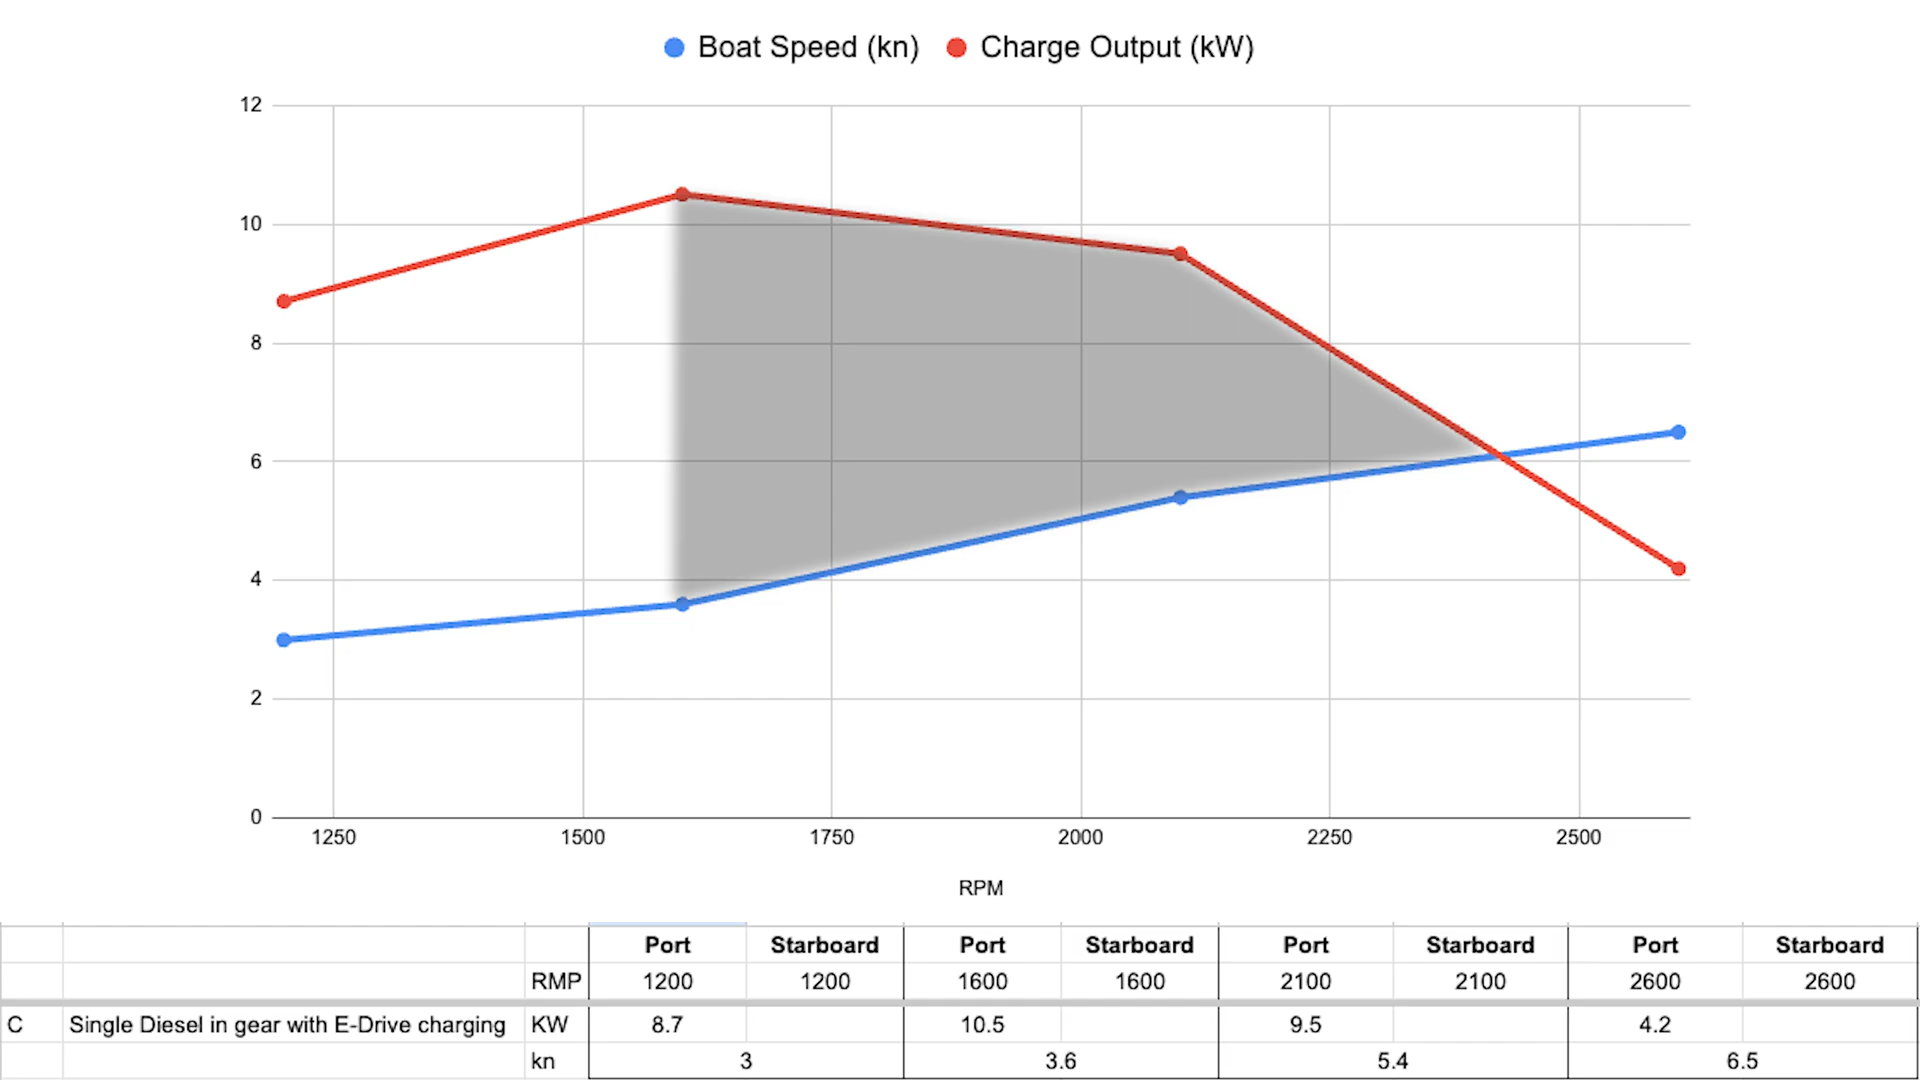 Boat Speed (kn) Charge Output (kW)
12
10
8
6
4
2
0
1250 1500 1750 2000 2250 2500
RPM
Port Starboard Port Starboard Port Starboard Port Starboard
RMP 1200 1200 1600 1600 2100 2100 2600 2600
C Single Diesel in gear with E-Drive charging KW 8.7 10.5 9.5 4.2
kn 3 3.6 5.4 6.5